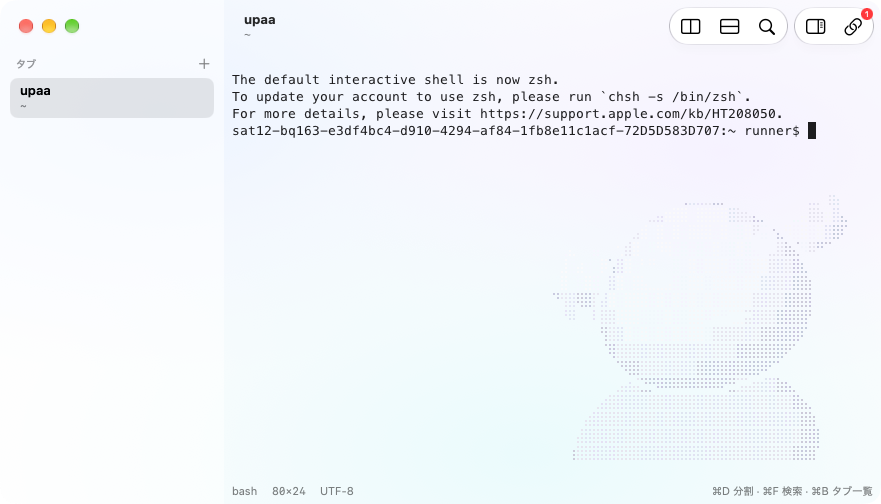 upaa
~
1
タブ
+
upaa
~
The default interactive shell is now zsh.
To update your account to use zsh, please run `chsh -s /bin/zsh`.
For more details, please visit https://support.apple.com/kb/HT208050.
sat12-bq163-e3df4bc4-d910-4294-af84-1fb8e11c1acf-72D5D583D707:~ runner$
bash 80×24 UTF-8
⌘D 分割 · ⌘F 検索 · ⌘B タブ一覧